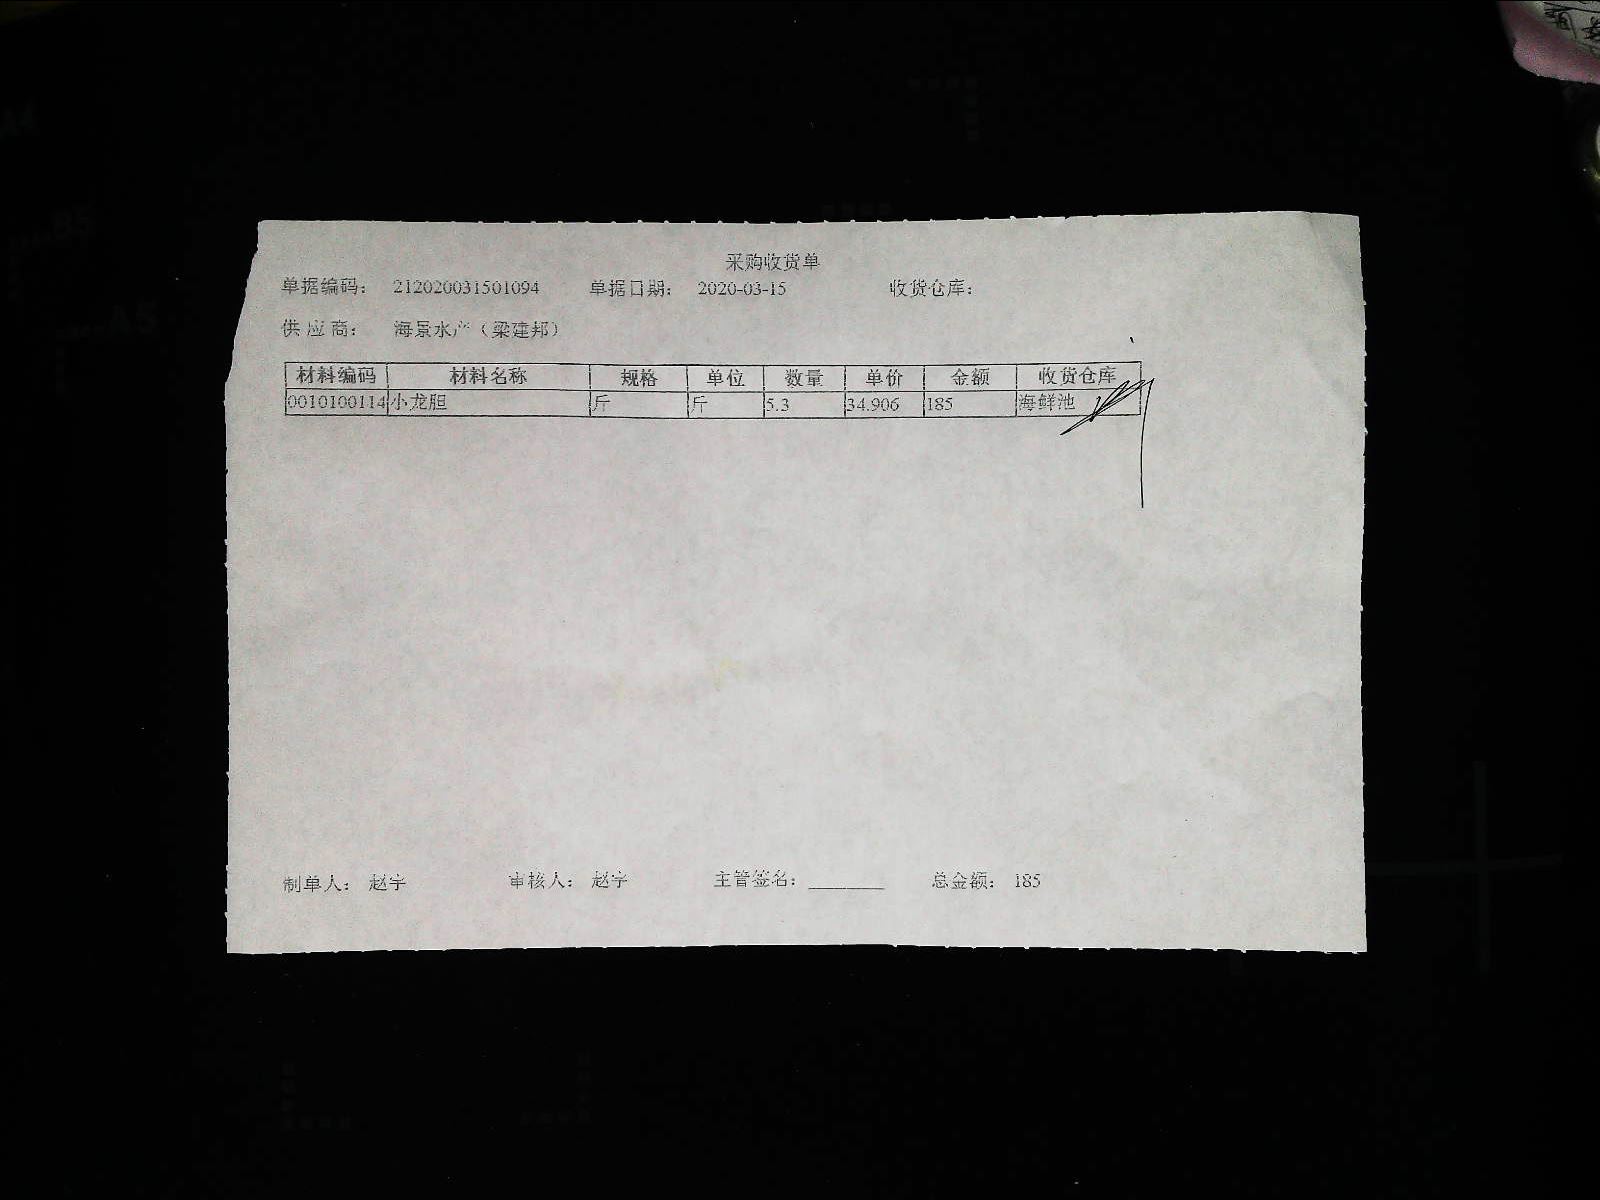 采购收货单
单据编码： 212020031501094 单据日期： 2020-03-15 收货仓库：
供应商： 海景水产（梁建邦）
材料编码 材料名称 规格 单位 数量 单价 金额 收货仓库
0010100114 小龙胆 斤 斤 5.3 34.906 185 海鲜池
制单人： 赵宇 审核人： 赵宇 主管签名：________ 总金额： 185